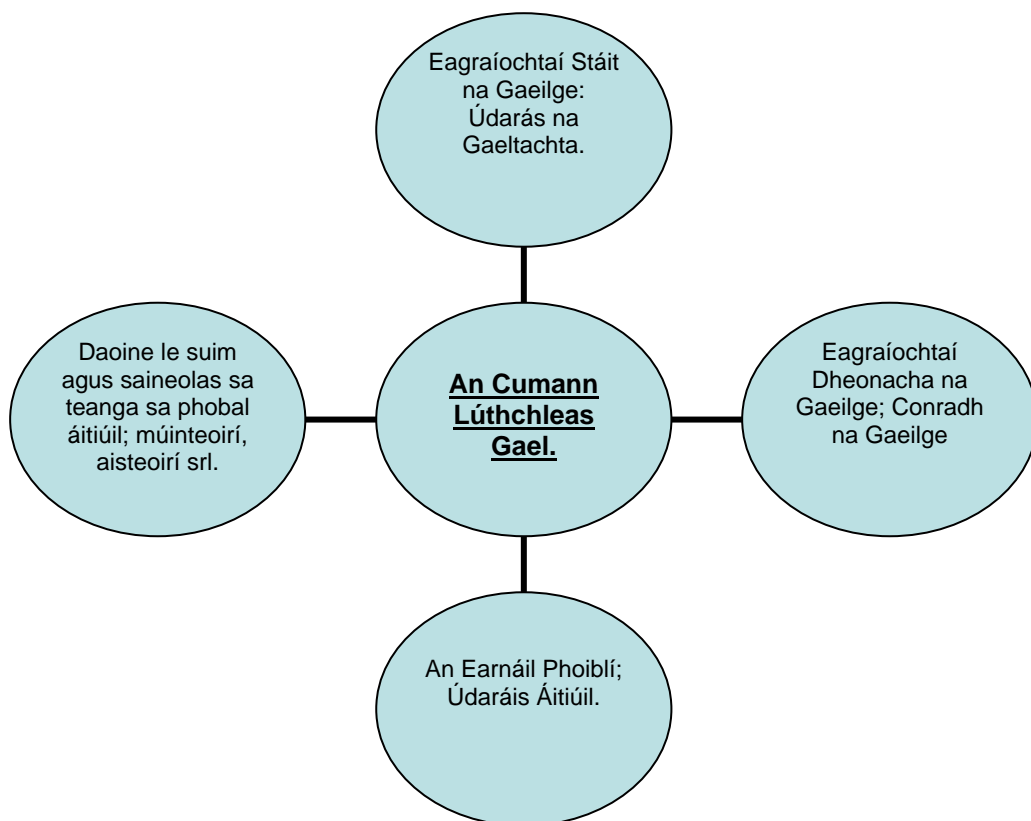 Eagraíochtaí Stáit
na Gaeilge:
Údarás na
Gaeltachta.
Daoine le suim
agus saineolas sa
teanga sa phobal
áitiúil; múinteoirí,
aisteoirí srl.
An Cumann
Lúthchleas
Gael.
Eagraíochtaí
Dheonacha na
Gaeilge; Conradh
na Gaeilge
An Earnáil Phoiblí;
Údaráis Áitiúil.